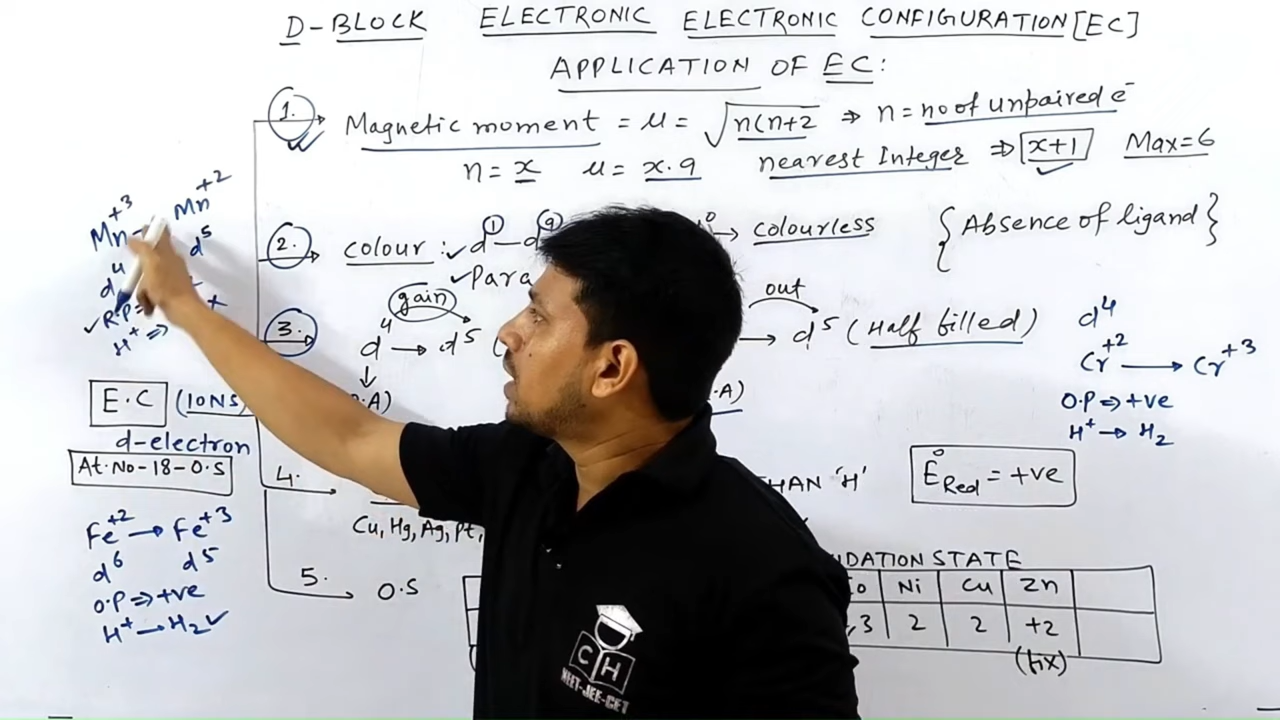 D-BLOCK ELECTRONIC ELECTRONIC CONFIGURATION [EC]
APPLICATION OF EC:
1. Magnetic moment = μ = √n(n+2 ⇒ n = no of unpaired e⁻
n = x μ = x.9 nearest Integer ⇒ x+1 Max=6
2. colour: ✓ d¹ — d⁹ → colourless {Absence of ligand}
✓ Para
3. d⁴ gain → d⁵ out → d⁵ (Half filled)
4. THAN 'H'
Cu, Hg, Ag, Pt,
5. O.S
OXIDATION STATE
Co Ni Cu Zn
,3 2 2 +2
(fix)
Mn⁺³ Mn⁺²
d⁴ d⁵
✓ R.P =
H⁺ ⇒
E.C (IONS)
d-electron
At.No-18-O.S
Fe⁺² → Fe⁺³
d⁶ d⁵
O.P ⇒ +ve
H⁺ → H₂ ✓
d⁴
Cr⁺² → Cr⁺³
O.P ⇒ +ve
H⁺ → H₂
E°Red = +ve
CH
NEET-JEE-CET